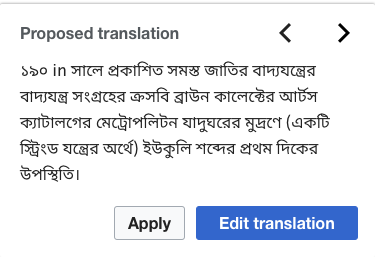 Proposed translation
১৯০ in সালে প্রকাশিত সমস্ত জাতির বাদ্যযন্ত্রের
বাদ্যযন্ত্র সংগ্রহের ক্রসবি ব্রাউন কালেক্টের আর্টস
ক্যাটালগের মেট্রোপলিটন যাদুঘরের মুদ্রণে (একটি
স্ট্রিংড যন্ত্রের অর্থে) ইউকুলি শব্দের প্রথম দিকের
উপস্থিতি।
Apply
Edit translation